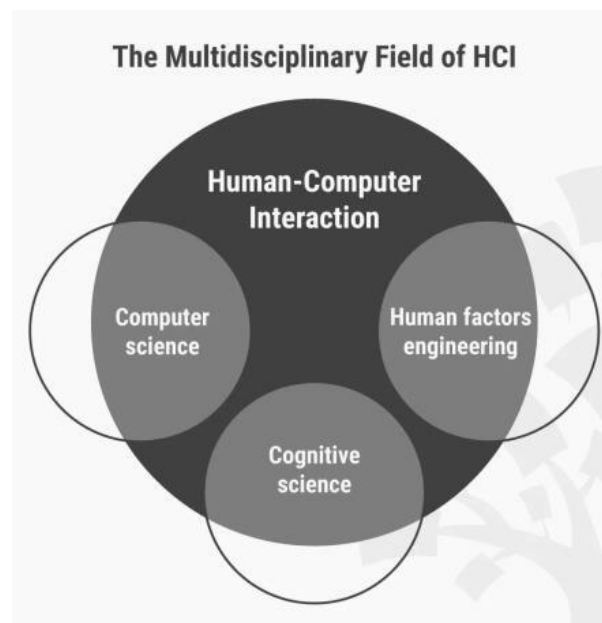 The Multidisciplinary Field of HCI
Human-Computer
Interaction
Computer
science
Human factors
engineering
Cognitive
science